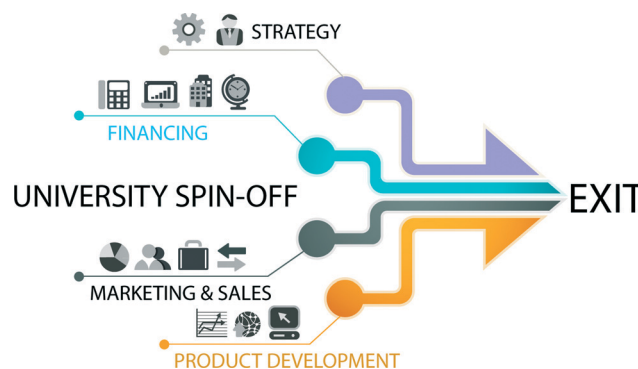 STRATEGY
FINANCING
UNIVERSITY SPIN-OFF
EXIT
MARKETING & SALES
PRODUCT DEVELOPMENT